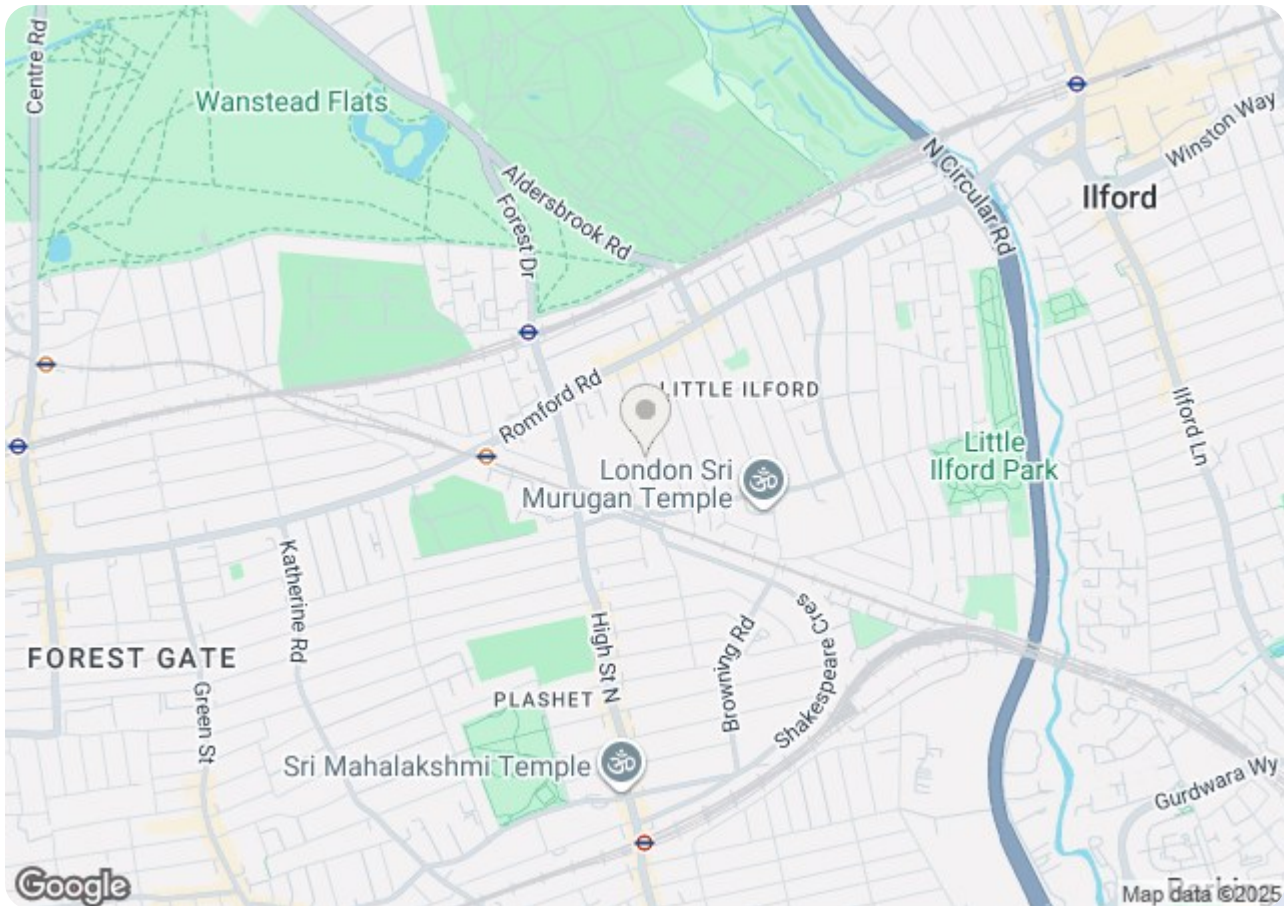 Centre Rd
Wanstead Flats
Aldersbrook Rd
Forest Dr
N Circular Rd
Winston Way
Ilford
Romford Rd
LITTLE ILFORD
Ilford Ln
London Sri
Murugan Temple
Little
Ilford Park
Katherine Rd
High St N
Browning Rd
Shakespeare Cres
FOREST GATE
Green St
PLASHET
Sri Mahalakshmi Temple
Gurdwara Wy
Google
Map data ©2025